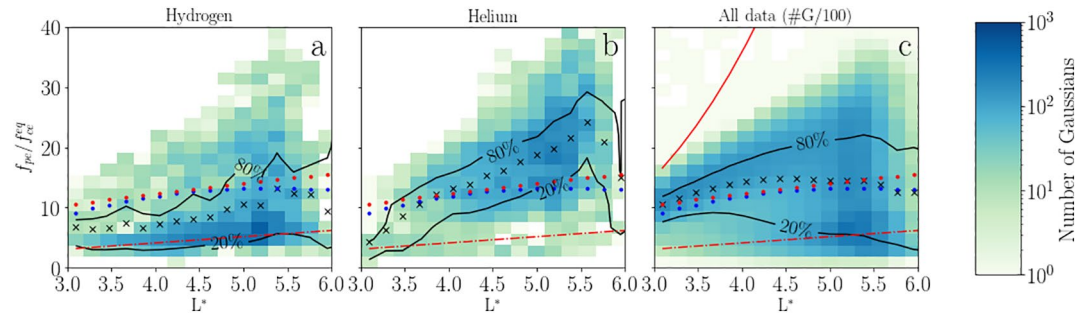 Hydrogen
Helium
All data (#G/100)
a
b
c
f_pe/f_ce^eq
40
30
20
10
0
80%
20%
80%
20%
80%
20%
3.0 3.5 4.0 4.5 5.0 5.5 6.0
3.0 3.5 4.0 4.5 5.0 5.5 6.0
3.0 3.5 4.0 4.5 5.0 5.5 6.0
L*
L*
L*
10^3
10^2
10^1
10^0
Number of Gaussians